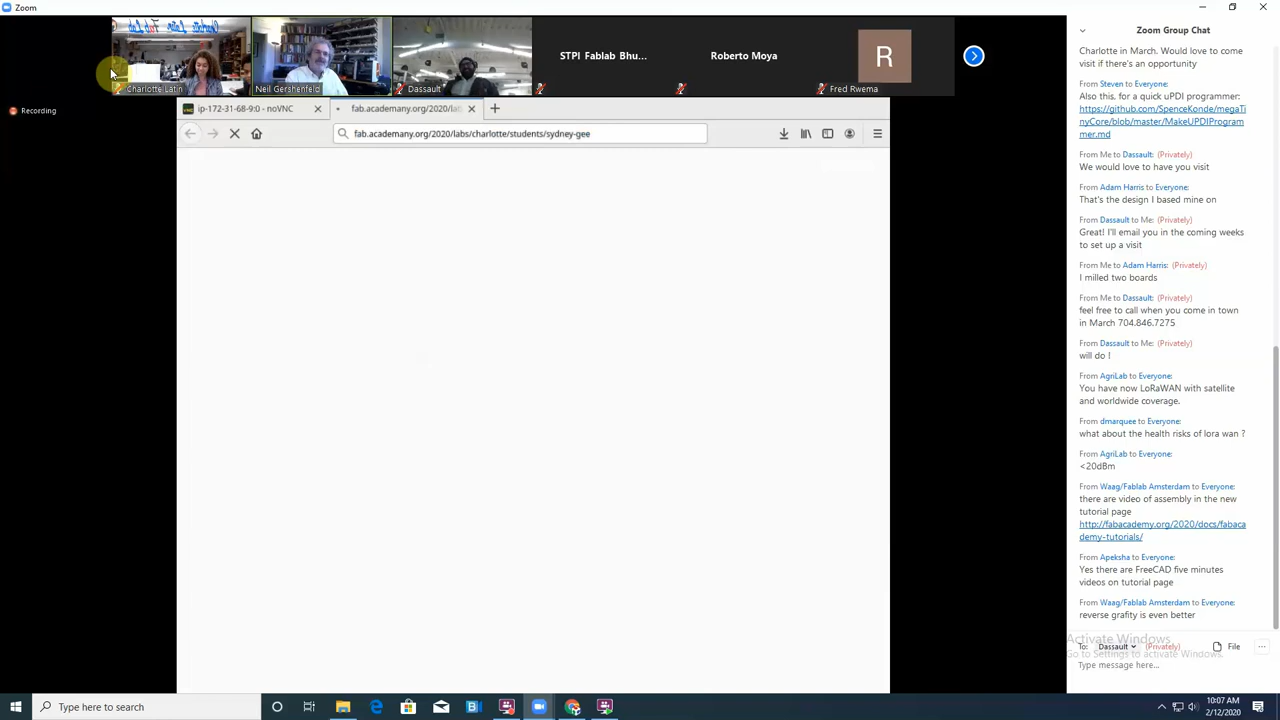 Zoom
Charlotte Latin
Neil Gershenfeld
Dassault
STPI Fablab Bhu...
Roberto Moya
R
Fred Rwema
Recording
ip-172-31-68-9:0 - noVNC
fab.academany.org/2020/la
fab.academany.org/2020/labs/charlotte/students/sydney-gee
Zoom Group Chat
Charlotte in March. Would love to come
visit if there's an opportunity
From Steven to Everyone:
Also this, for a quick uPDI programmer:
https://github.com/SpenceKonde/megaTi
nyCore/blob/master/MakeUPDIProgram
mer.md
From Me to Dassault: (Privately)
We would love to have you visit
From Adam Harris to Everyone:
That's the design I based mine on
From Dassault to Me: (Privately)
Great! I'll email you in the coming weeks
to set up a visit
From Me to Adam Harris: (Privately)
I milled two boards
From Me to Dassault: (Privately)
feel free to call when you come in town
in March 704.846.7275
From Dassault to Me: (Privately)
will do !
From AgriLab to Everyone:
You have now LoRaWAN with satellite
and worldwide coverage.
From dmarquee to Everyone:
what about the health risks of lora wan ?
From AgriLab to Everyone:
<20dBm
From Waag/Fablab Amsterdam to Everyone:
there are video of assembly in the new
tutorial page
http://fabacademy.org/2020/docs/fabaca
demy-tutorials/
From Apeksha to Everyone:
Yes there are FreeCAD five minutes
videos on tutorial page
From Waag/Fablab Amsterdam to Everyone:
reverse grafity is even better
Activate Windows
Go to Settings to activate Windows.
To: Dassault (Privately) File
Type message here...
Type here to search
10:07 AM
2/12/2020